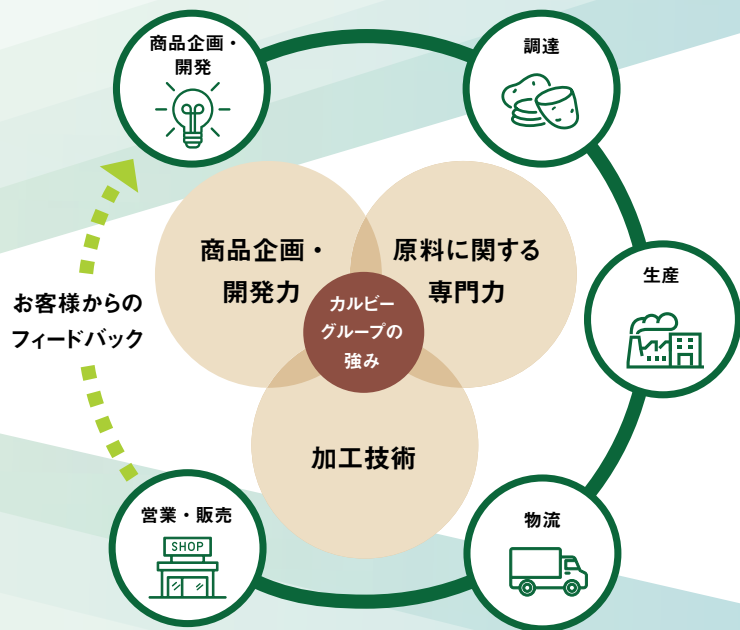 商品企画・
開発
調達
商品企画・
開発力
原料に関する
専門力
カルビー
グループの
強み
生産
お客様からの
フィードバック
加工技術
営業・販売
SHOP
物流